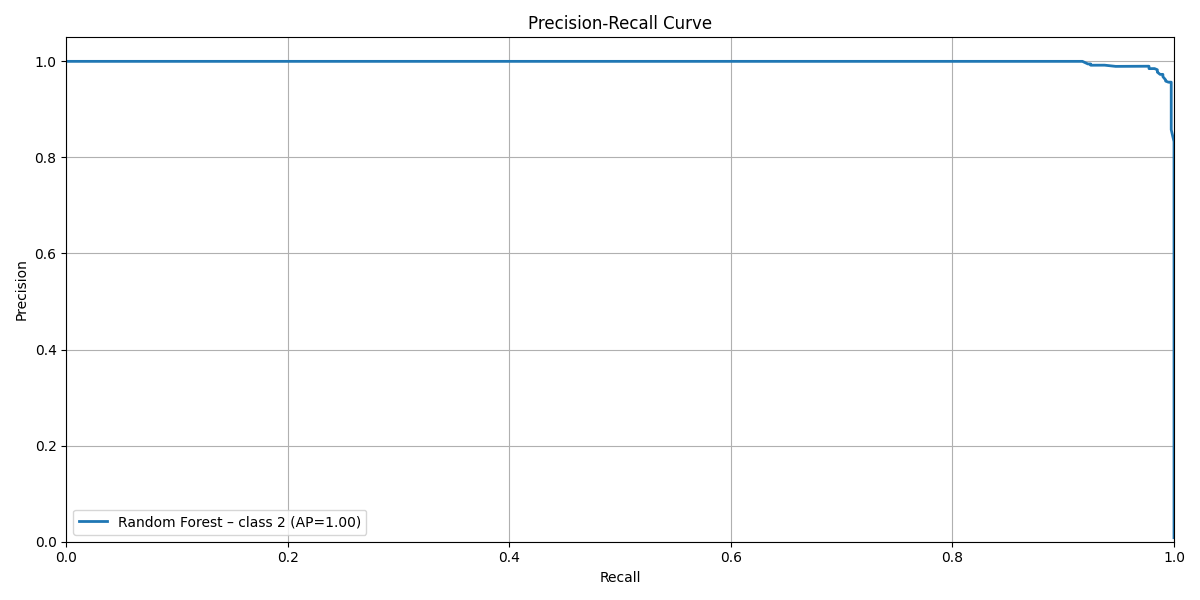 Precision-Recall Curve
1.0
0.8
0.6
0.4
0.2
0.0
Precision
Random Forest – class 2 (AP=1.00)
0.0 0.2 0.4 0.6 0.8 1.0
Recall